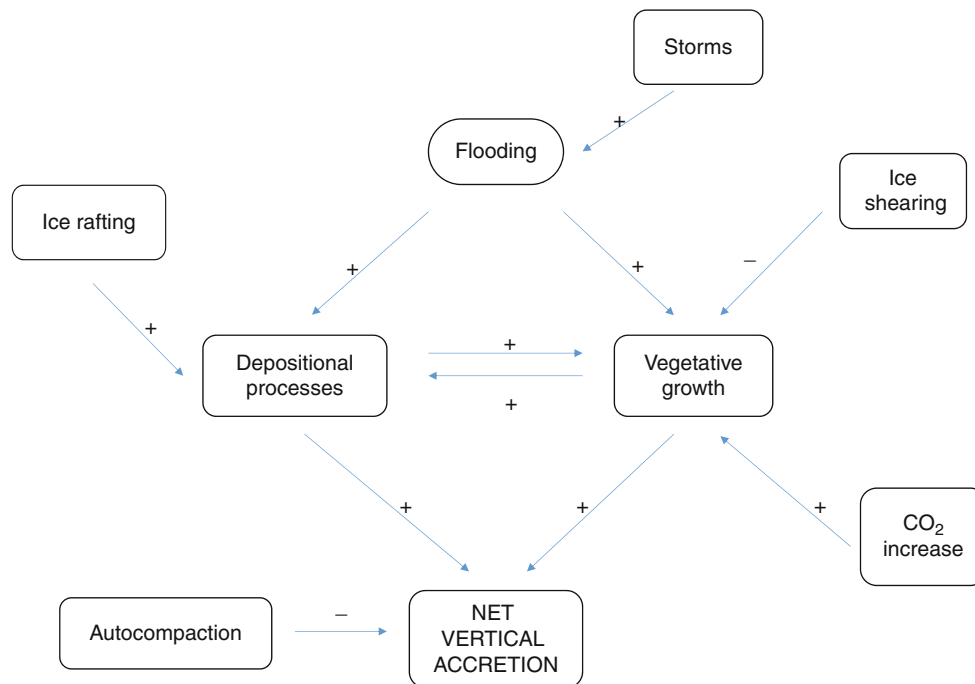 Storms
+
Flooding
Ice
shearing
Ice rafting
+
+
–
+
Depositional
processes
+
+
Vegetative
growth
+
+
+
CO₂
increase
Autocompaction
–
NET
VERTICAL
ACCRETION